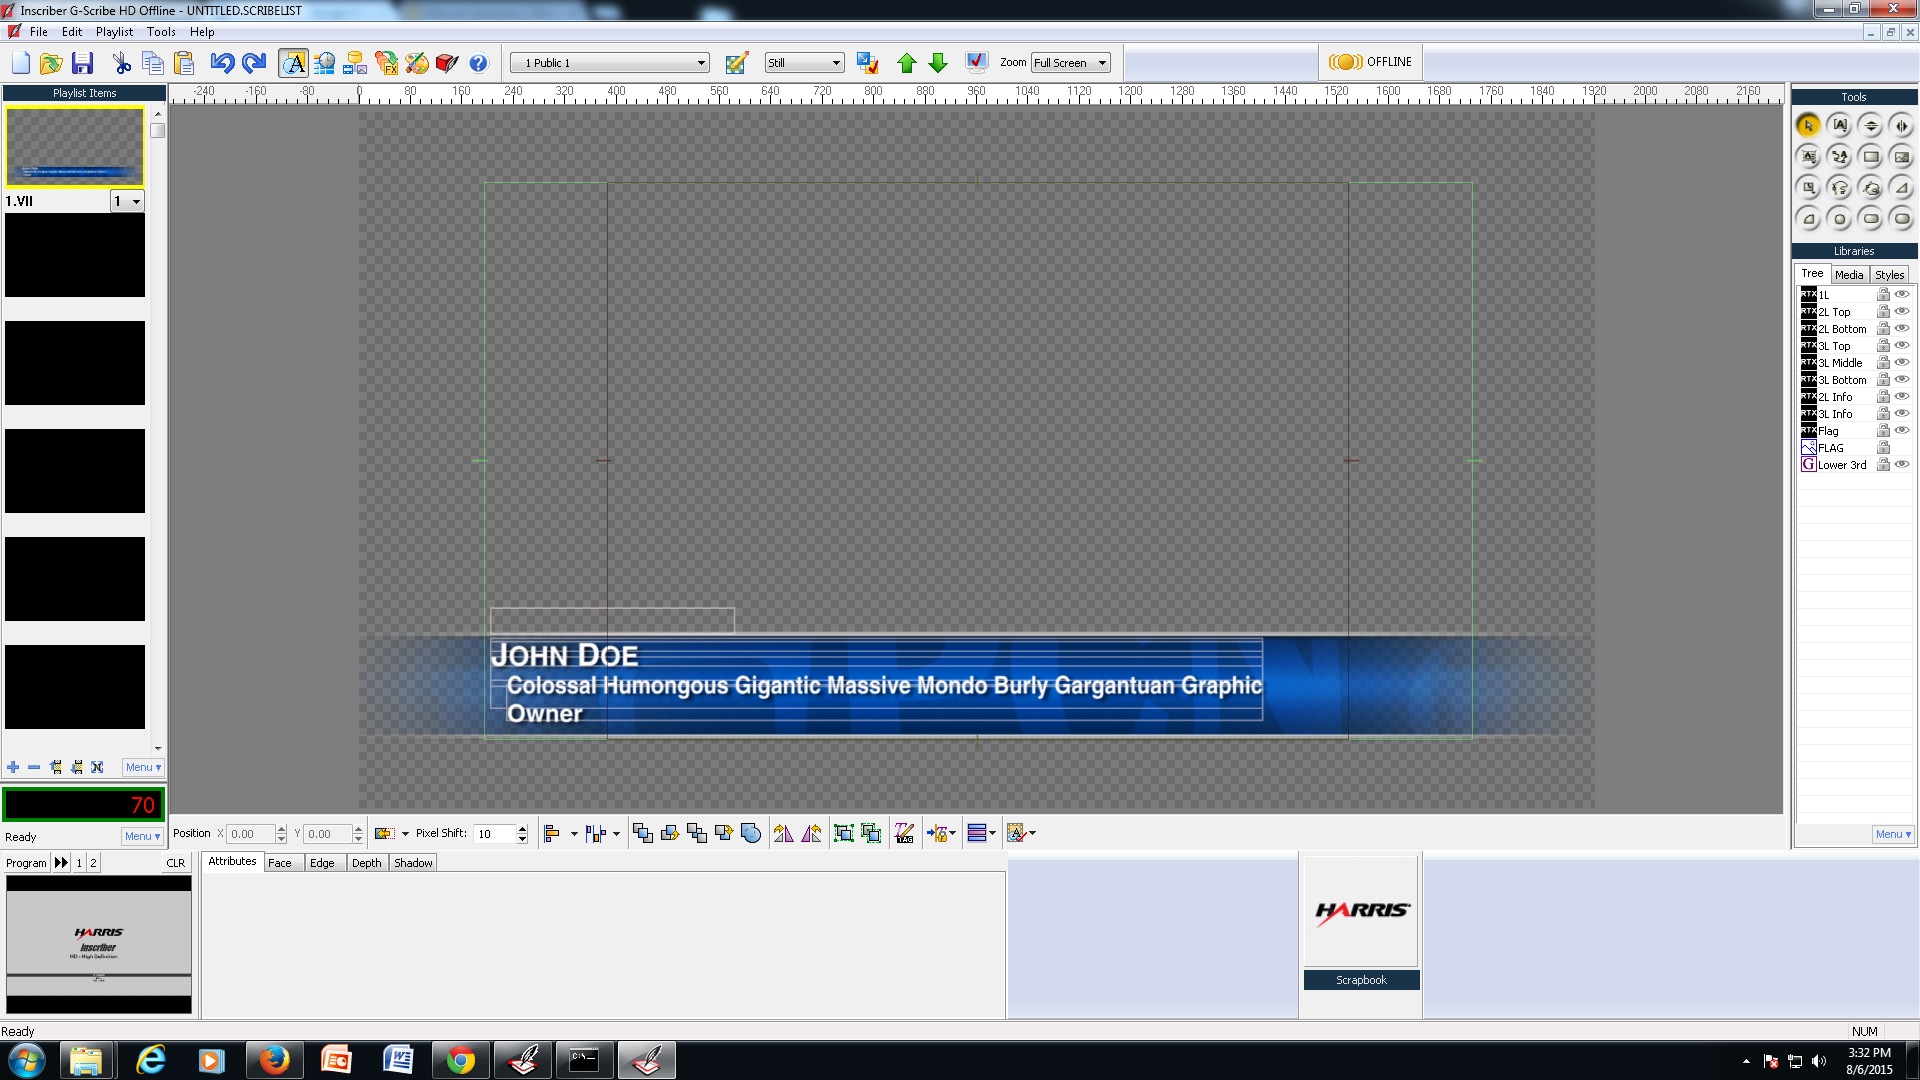 Inscriber G-Scribe HD Offline - UNTITLED.SCRIBELIST
File Edit Playlist Tools Help
1 Public 1
Still
Zoom Full Screen
OFFLINE
Playlist Items
-240 -160 -80 0 80 160 240 320 400 480 560 640 720 800 880 960 1040 1120 1200 1280 1360 1440 1520 1600 1680 1760 1840 1920 2000 2080 2160
Tools
1.VII 1
Libraries
Tree Media Styles
RTX 1L
RTX 2L Top
RTX 2L Bottom
RTX 3L Top
RTX 3L Middle
RTX 3L Bottom
RTX 2L Info
RTX 3L Info
RTX Flag
FLAG
G Lower 3rd
JOHN DOE
Colossal Humongous Gigantic Massive Mondo Burly Gargantuan Graphic
Owner
Menu
70
Ready Menu
Position X 0.00 Y 0.00 Pixel Shift: 10
TAG
Menu
Program 1 2 CLR
Attributes Face Edge Depth Shadow
HARRIS
Inscriber
HD - High Definition
HARRIS
Scrapbook
Ready
NUM
3:32 PM
8/6/2015